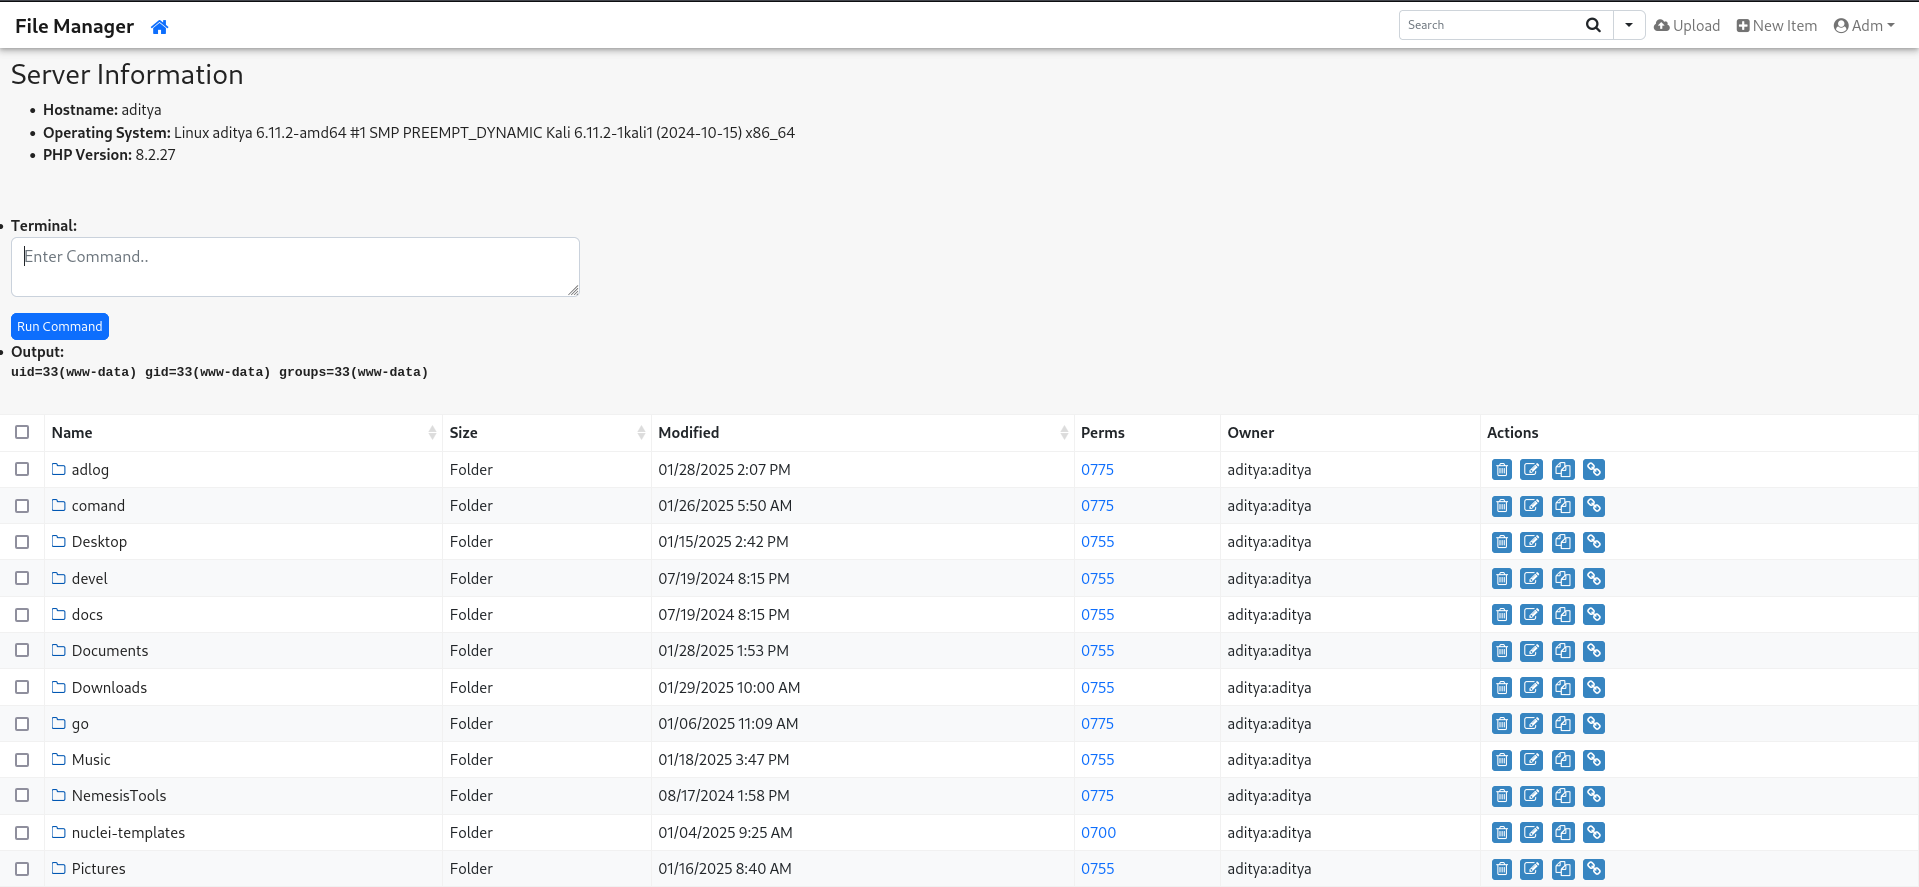 File Manager Search Upload New Item Adm
Server Information
• Hostname: aditya
• Operating System: Linux aditya 6.11.2-amd64 #1 SMP PREEMPT_DYNAMIC Kali 6.11.2-1kali1 (2024-10-15) x86_64
• PHP Version: 8.2.27
• Terminal:
Enter Command..
Run Command
• Output:
uid=33(www-data) gid=33(www-data) groups=33(www-data)
Name Size Modified Perms Owner Actions
adlog Folder 01/28/2025 2:07 PM 0775 aditya:aditya
comand Folder 01/26/2025 5:50 AM 0775 aditya:aditya
Desktop Folder 01/15/2025 2:42 PM 0755 aditya:aditya
devel Folder 07/19/2024 8:15 PM 0755 aditya:aditya
docs Folder 07/19/2024 8:15 PM 0755 aditya:aditya
Documents Folder 01/28/2025 1:53 PM 0755 aditya:aditya
Downloads Folder 01/29/2025 10:00 AM 0755 aditya:aditya
go Folder 01/06/2025 11:09 AM 0775 aditya:aditya
Music Folder 01/18/2025 3:47 PM 0755 aditya:aditya
NemesisTools Folder 08/17/2024 1:58 PM 0775 aditya:aditya
nuclei-templates Folder 01/04/2025 9:25 AM 0700 aditya:aditya
Pictures Folder 01/16/2025 8:40 AM 0755 aditya:aditya